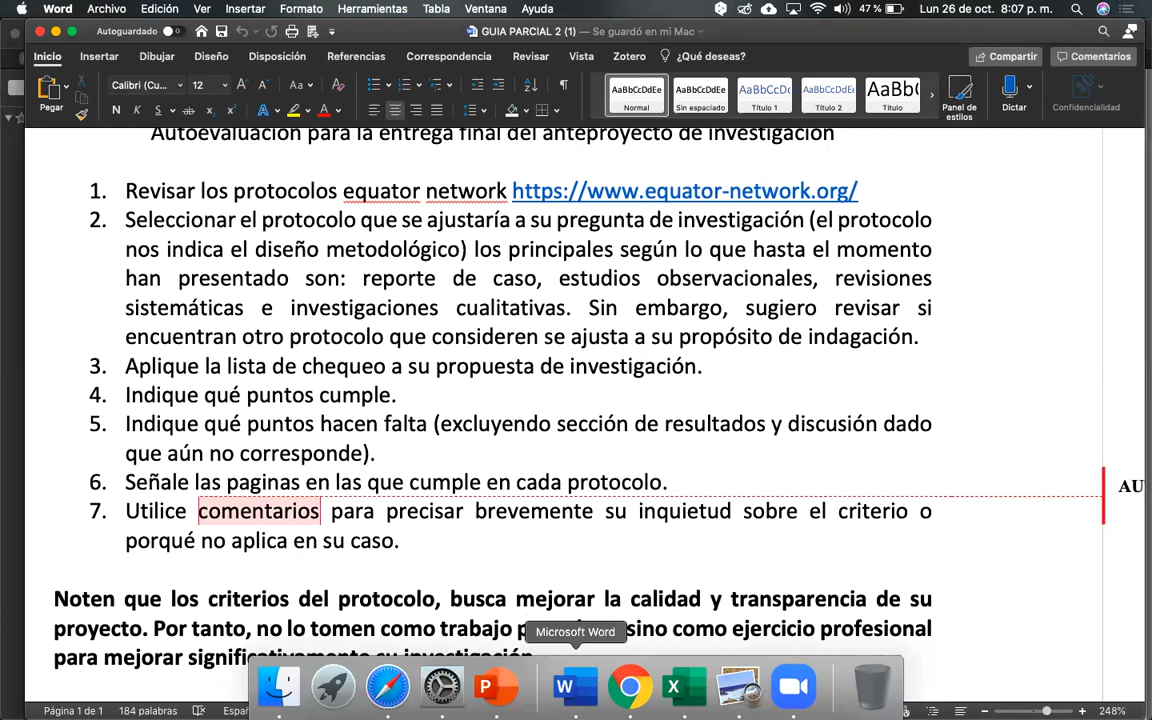 Word Archivo Edición Ver Insertar Formato Herramientas Tabla Ventana Ayuda 47 % Lun 26 de oct. 8:07 p. m.
Autoguardado GUIA PARCIAL 2 (1) — Se guardó en mi Mac
Inicio Insertar Dibujar Disposición Referencias Correspondencia Revisar Vista Zotero ¿Qué deseas? Compartir Comentarios
Pegar Calibri (Cu... 12 Aa
N K S ab x A A
AaBbCcDdEe AaBbCcDdEe AaBbCcDc AaBbCcDdEe AaBb(
Normal Sin espaciado Título 1 Título 2 Título
Panel de estilos Dictar Confidencialidad
Autoevaluación para la entrega final del anteproyecto de investigación
1. Revisar los protocolos equator network https://www.equator-network.org/
2. Seleccionar el protocolo que se ajustaría a su pregunta de investigación (el protocolo
nos indica el diseño metodológico) los principales según lo que hasta el momento
han presentado son: reporte de caso, estudios observacionales, revisiones
sistemáticas e investigaciones cualitativas. Sin embargo, sugiero revisar si
encuentran otro protocolo que consideren se ajusta a su propósito de indagación.
3. Aplique la lista de chequeo a su propuesta de investigación.
4. Indique qué puntos cumple.
5. Indique qué puntos hacen falta (excluyendo sección de resultados y discusión dado
que aún no corresponde).
6. Señale las paginas en las que cumple en cada protocolo.
AU
7. Utilice comentarios para precisar brevemente su inquietud sobre el criterio o
porqué no aplica en su caso.
Noten que los criterios del protocolo, busca mejorar la calidad y transparencia de su
proyecto. Por tanto, no lo tomen como trabajo sino como ejercicio profesional
Microsoft Word
para mejorar significativamente su investigación.
Página 1 de 1 184 palabras Espa 248%